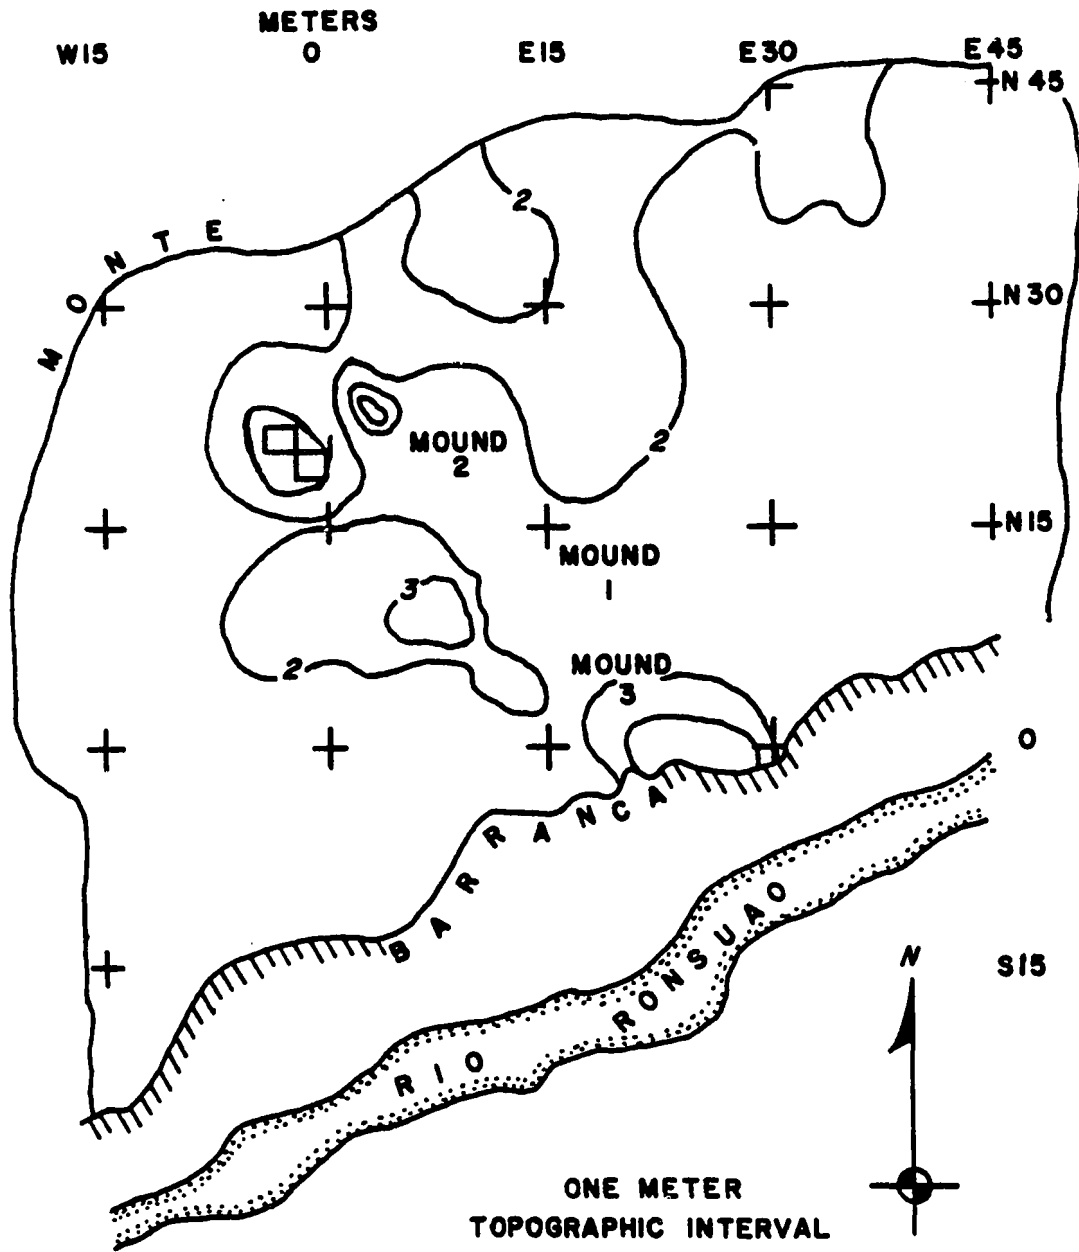 METERS
W15 0 E15 E30 E45
N 45
2
MONTE
N30
MOUND
2
2
N15
MOUND
1
3
MOUND
3
2
0
BARRANCA
RIO RONSUAO
N
S15
ONE METER
TOPOGRAPHIC INTERVAL